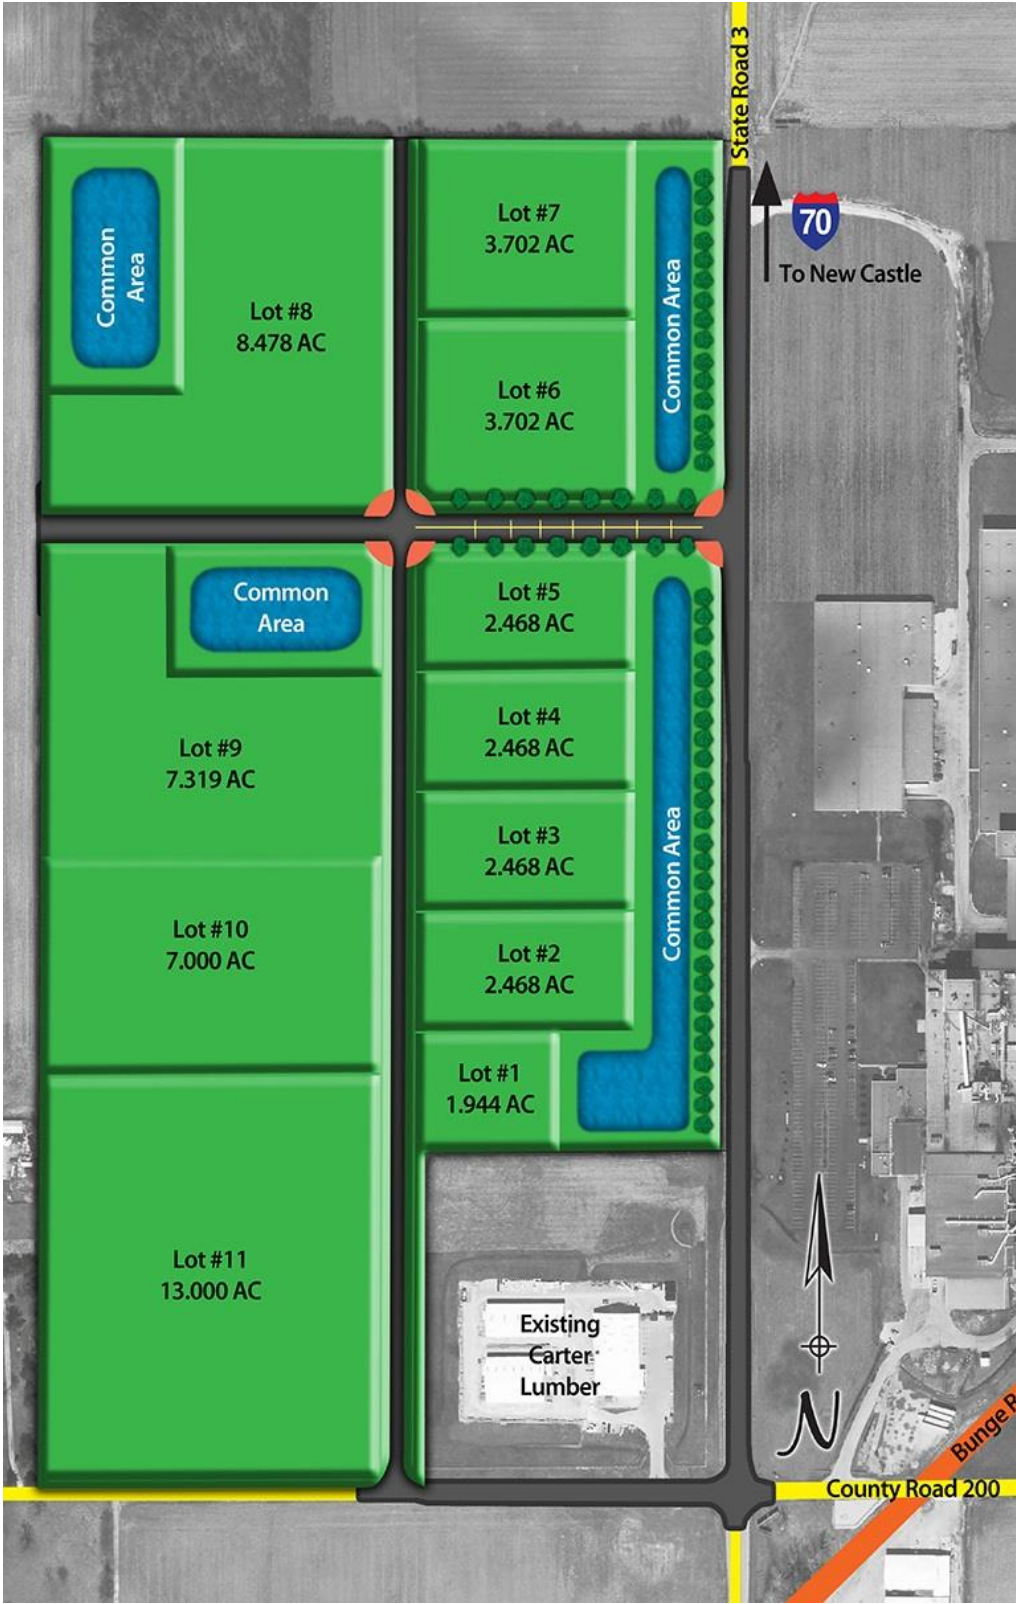 State Road 3
70
To New Castle
Common
Area
Lot #8
8.478 AC
Lot #7
3.702 AC
Common Area
Lot #6
3.702 AC
Common
Area
Lot #5
2.468 AC
Lot #4
2.468 AC
Lot #9
7.319 AC
Lot #3
2.468 AC
Common Area
Lot #10
7.000 AC
Lot #2
2.468 AC
Lot #1
1.944 AC
Lot #11
13.000 AC
Existing
Carter
Lumber
N
Bunge R
County Road 200